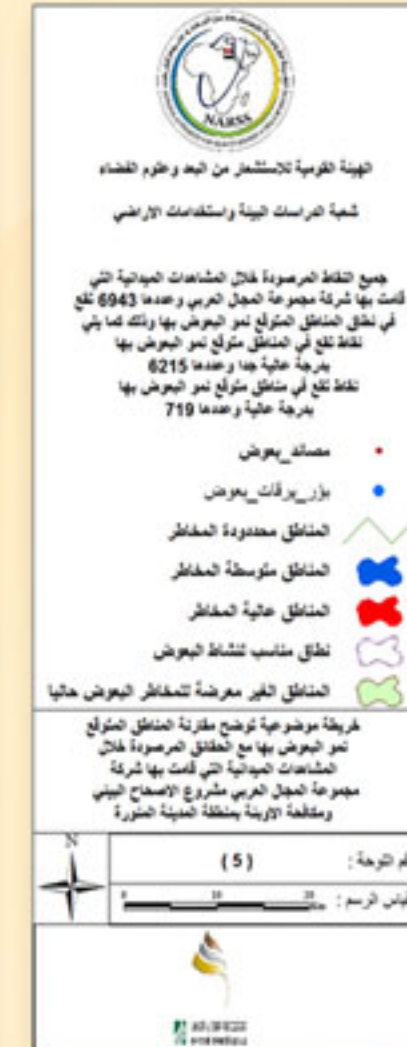 NARSS
الهيئة القومية للاستشعار من البعد وعلوم الفضاء
شعبة الدراسات البيئة واستخدامات الاراضي
جميع النقاط المرصودة خلال المشاهدات الميدانية التي
قامت بها شركة مجموعة المجال العربي وعددها 6943 تقع
في نطاق المناطق المتوقع نمو البعوض بها وذلك كما يلي
نقاط تقع في المناطق متوقع نمو البعوض بها
بدرجة عالية جدا وعددها 6215
نقاط تقع في مناطق متوقع نمو البعوض بها
بدرجة عالية وعددها 719
مصائد_بعوض
بؤر_يرقات_بعوض
المناطق محدودة المخاطر
المناطق متوسطة المخاطر
المناطق عالية المخاطر
نطاق مناسب لنشاط البعوض
المناطق الغير معرضة للمخاطر البعوض حاليا
خريطة موضوعية توضح مقارنة المناطق المتوقع
نمو البعوض بها مع الحقائق المرصودة خلال
المشاهدات الميدانية التي قامت بها شركة
مجموعة المجال العربي مشروع الاصحاح البيئي
ومكافحة الاوبئة بمنطقة المدينة المنورة
N
قم اللوحة : (5)
قياس الرسم : 0 10 20